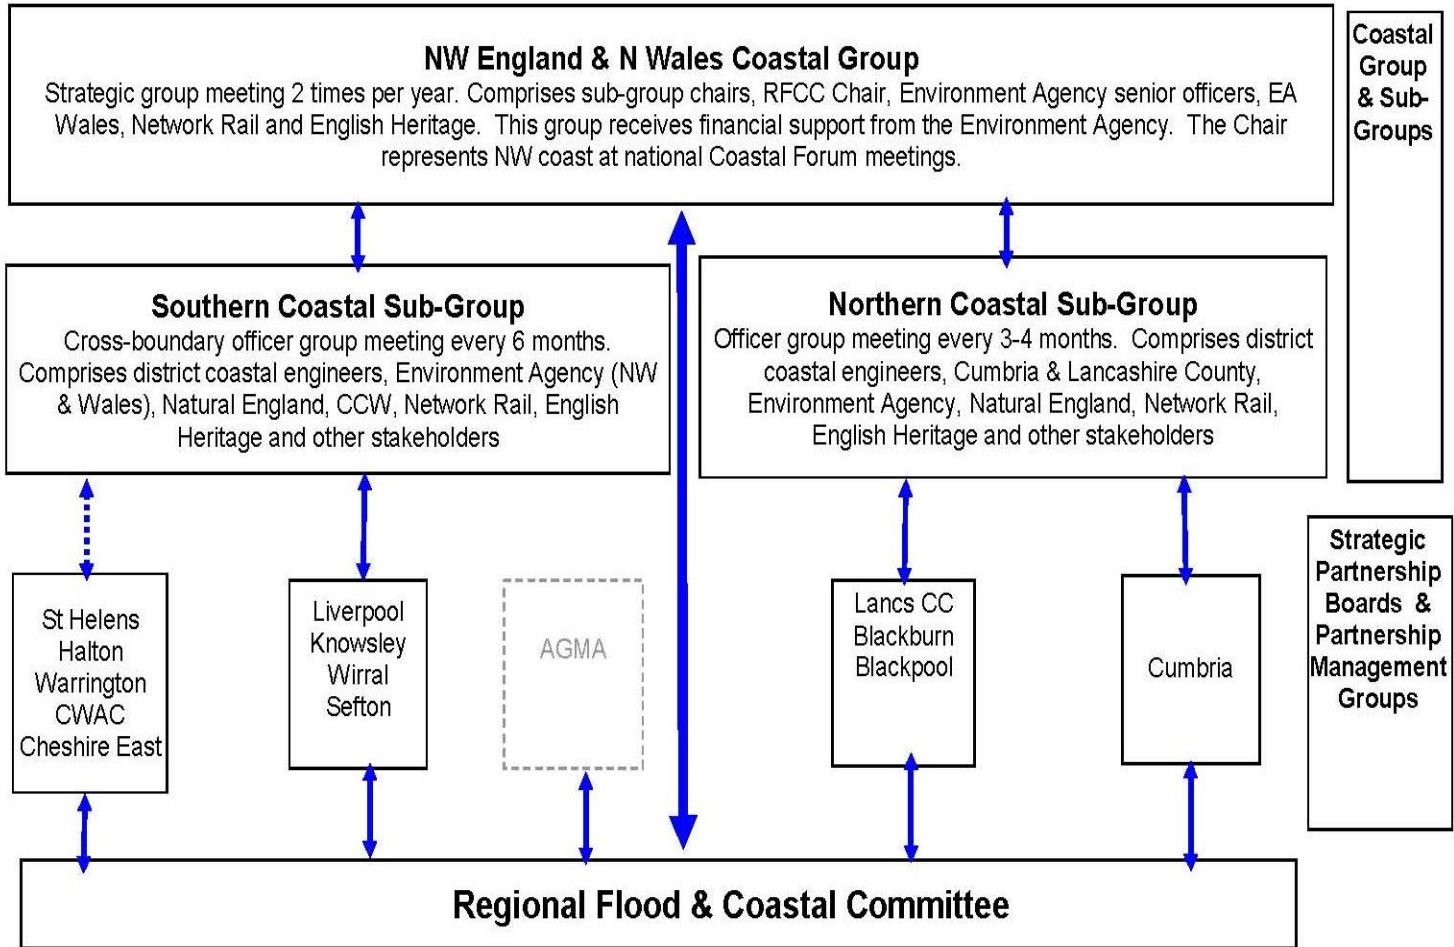 NW England & N Wales Coastal Group
Strategic group meeting 2 times per year. Comprises sub-group chairs, RFCC Chair, Environment Agency senior officers, EA
Wales, Network Rail and English Heritage. This group receives financial support from the Environment Agency. The Chair
represents NW coast at national Coastal Forum meetings.
Coastal
Group
& Sub-
Groups
Southern Coastal Sub-Group
Cross-boundary officer group meeting every 6 months.
Comprises district coastal engineers, Environment Agency (NW
& Wales), Natural England, CCW, Network Rail, English
Heritage and other stakeholders
Northern Coastal Sub-Group
Officer group meeting every 3-4 months. Comprises district
coastal engineers, Cumbria & Lancashire County,
Environment Agency, Natural England, Network Rail,
English Heritage and other stakeholders
St Helens
Halton
Warrington
CWAC
Cheshire East
Liverpool
Knowsley
Wirral
Sefton
AGMA
Lancs CC
Blackburn
Blackpool
Cumbria
Strategic
Partnership
Boards &
Partnership
Management
Groups
Regional Flood & Coastal Committee